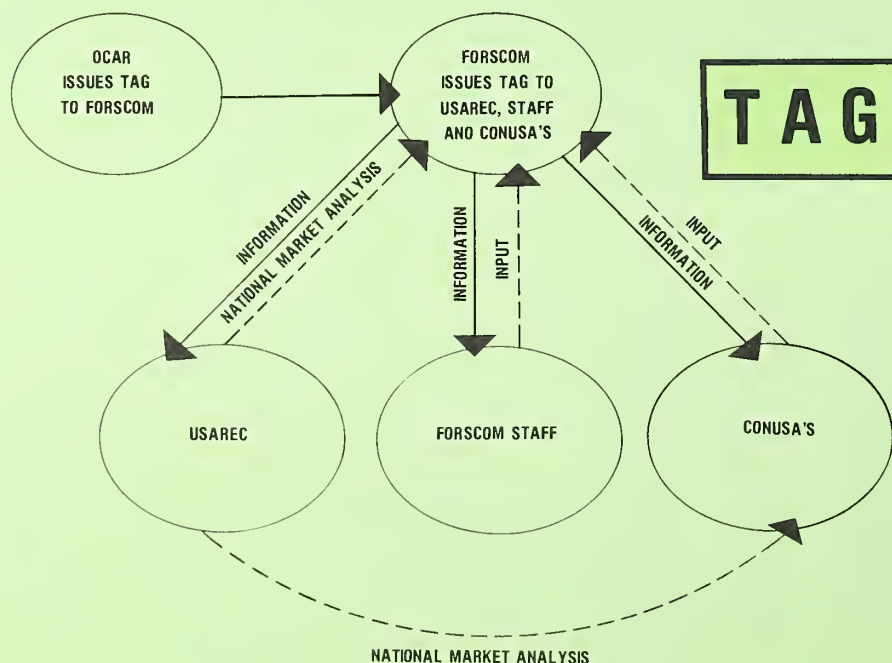 OCAR
ISSUES TAG
TO FORSCOM
FORSCOM
ISSUES TAG TO
USAREC, STAFF
AND CONUSA'S
TAG
INFORMATION
NATIONAL MARKET ANALYSIS
INFORMATION
INPUT
INPUT
INFORMATION
USAREC
FORSCOM STAFF
CONUSA'S
NATIONAL MARKET ANALYSIS